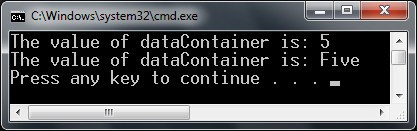 C:\Windows\system32\cmd.exe
The value of dataContainer is: 5
The value of dataContainer is: Five
Press any key to continue . . .